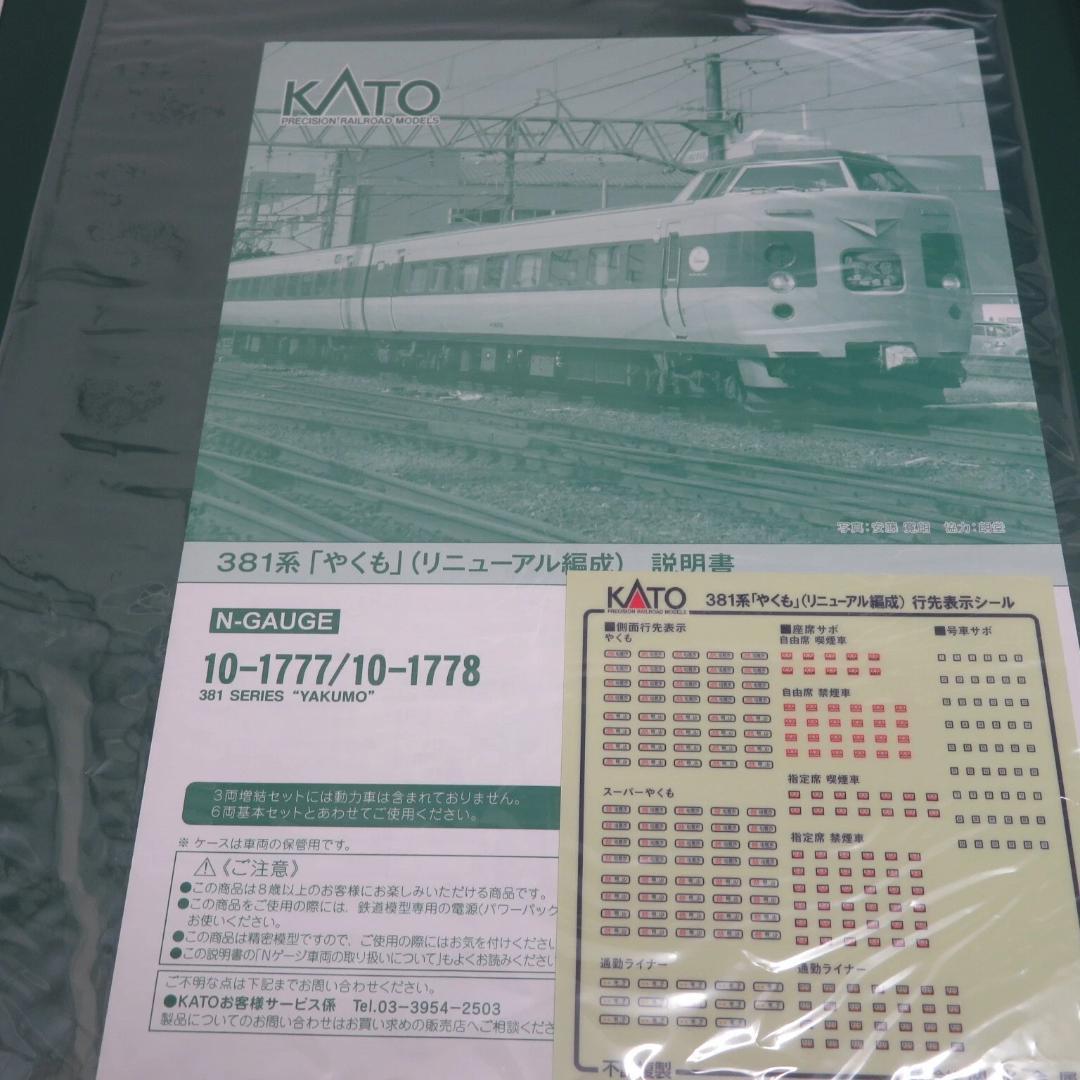 KATO
PRECISION RAILROAD MODELS
写真：安藤 寛朗 協力：朗堂
381系「やくも」（リニューアル編成） 説明書
N-GAUGE
10-1777/10-1778
381 SERIES “YAKUMO”
3両増結セットには動力車は含まれておりません。
6両基本セットとあわせてご使用ください。
※ ケースは車両の保管用です。
⚠《ご注意》
●この商品は8歳以上のお客様にお楽しみいただける商品です。
●この商品をご使用の際には、鉄道模型専用の電源(パワーパック
お使いください。
●この商品は精密模型ですので、ご使用の際にはお気を付けくださ
●この説明書の「Nゲージ車両の取り扱いについて」もよくお読みくださ
ご不明な点は下記までお問い合わせください。
●KATOお客様サービス係 Tel.03-3954-2503
製品についてのお問い合わせはお買い求めの販売店へご相談くださ
KATO
PRECISION RAILROAD MODELS
381系「やくも」（リニューアル編成） 行先表示シール
■側面行先表示
やくも
スーパーやくも
通勤ライナー
■座席サボ
自由席 喫煙車
自由席 禁煙車
指定席 喫煙車
指定席 禁煙車
通勤ライナー
■号車サボ